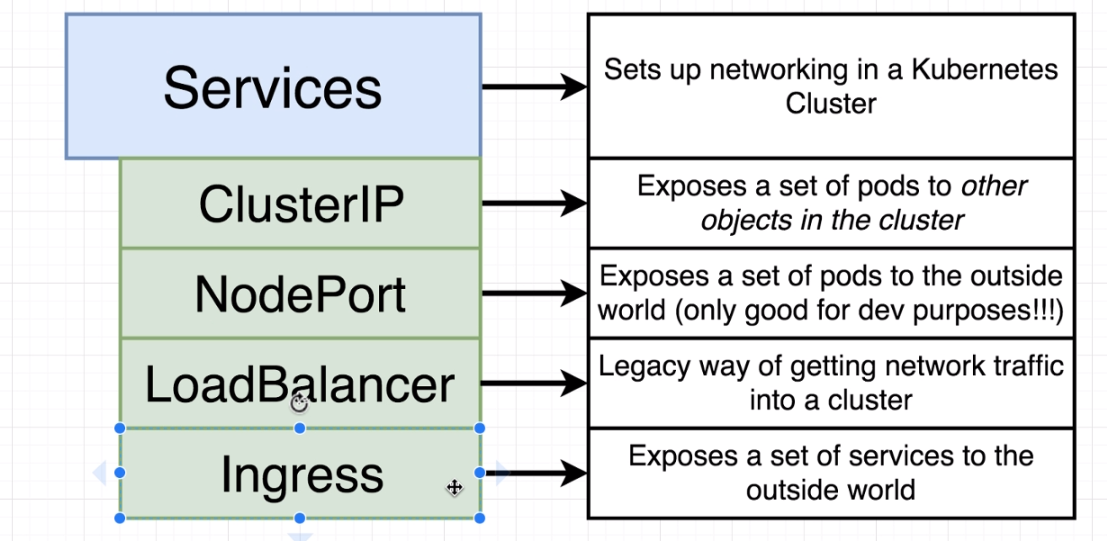 Services
Sets up networking in a Kubernetes
Cluster
ClusterIP
Exposes a set of pods to other
objects in the cluster
NodePort
Exposes a set of pods to the outside
world (only good for dev purposes!!!)
LoadBalancer
Legacy way of getting network traffic
into a cluster
Ingress
Exposes a set of services to the
outside world